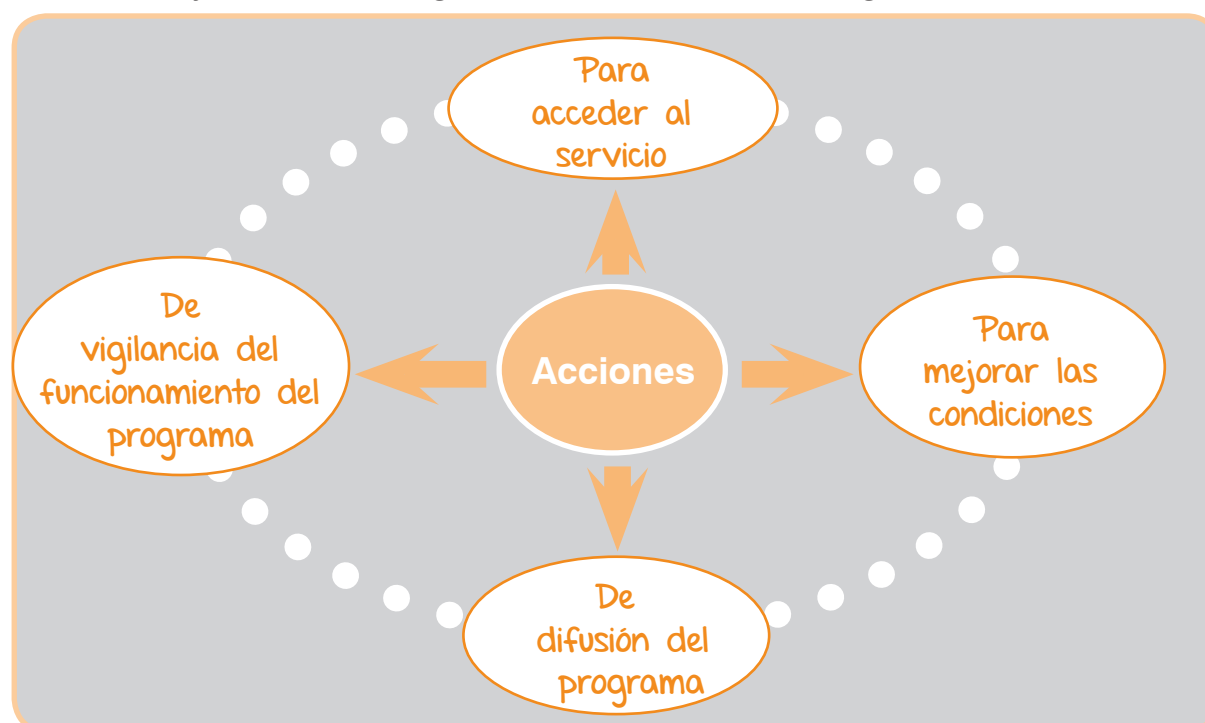 Para
acceder al
servicio
De
vigilancia del
funcionamiento del
programa
Acciones
Para
mejorar las
condiciones
De
difusión del
programa